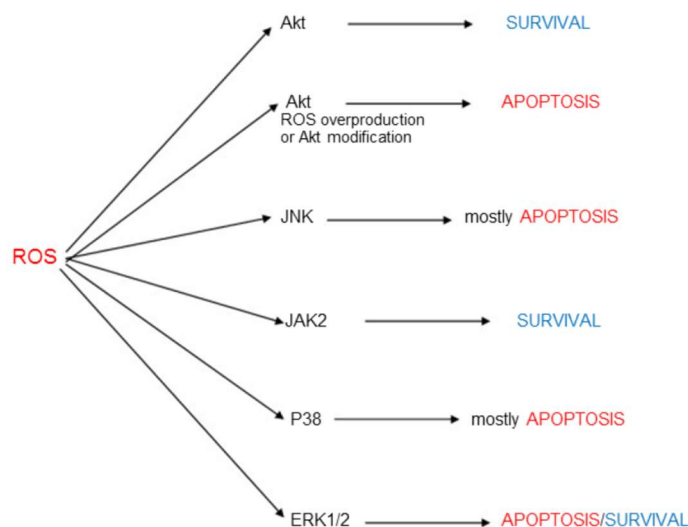 Akt SURVIVAL
Akt APOPTOSIS
ROS overproduction
or Akt modification
JNK mostly APOPTOSIS
ROS
JAK2 SURVIVAL
P38 mostly APOPTOSIS
ERK1/2 APOPTOSIS/SURVIVAL